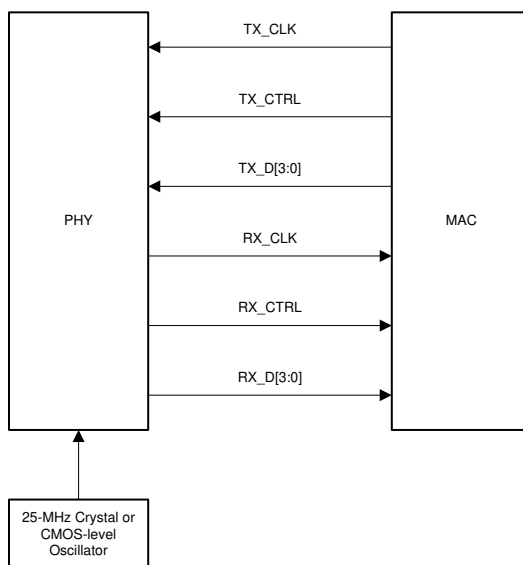 TX_CLK
TX_CTRL
TX_D[3:0]
PHY
MAC
RX_CLK
RX_CTRL
RX_D[3:0]
25-MHz Crystal or
CMOS-level
Oscillator